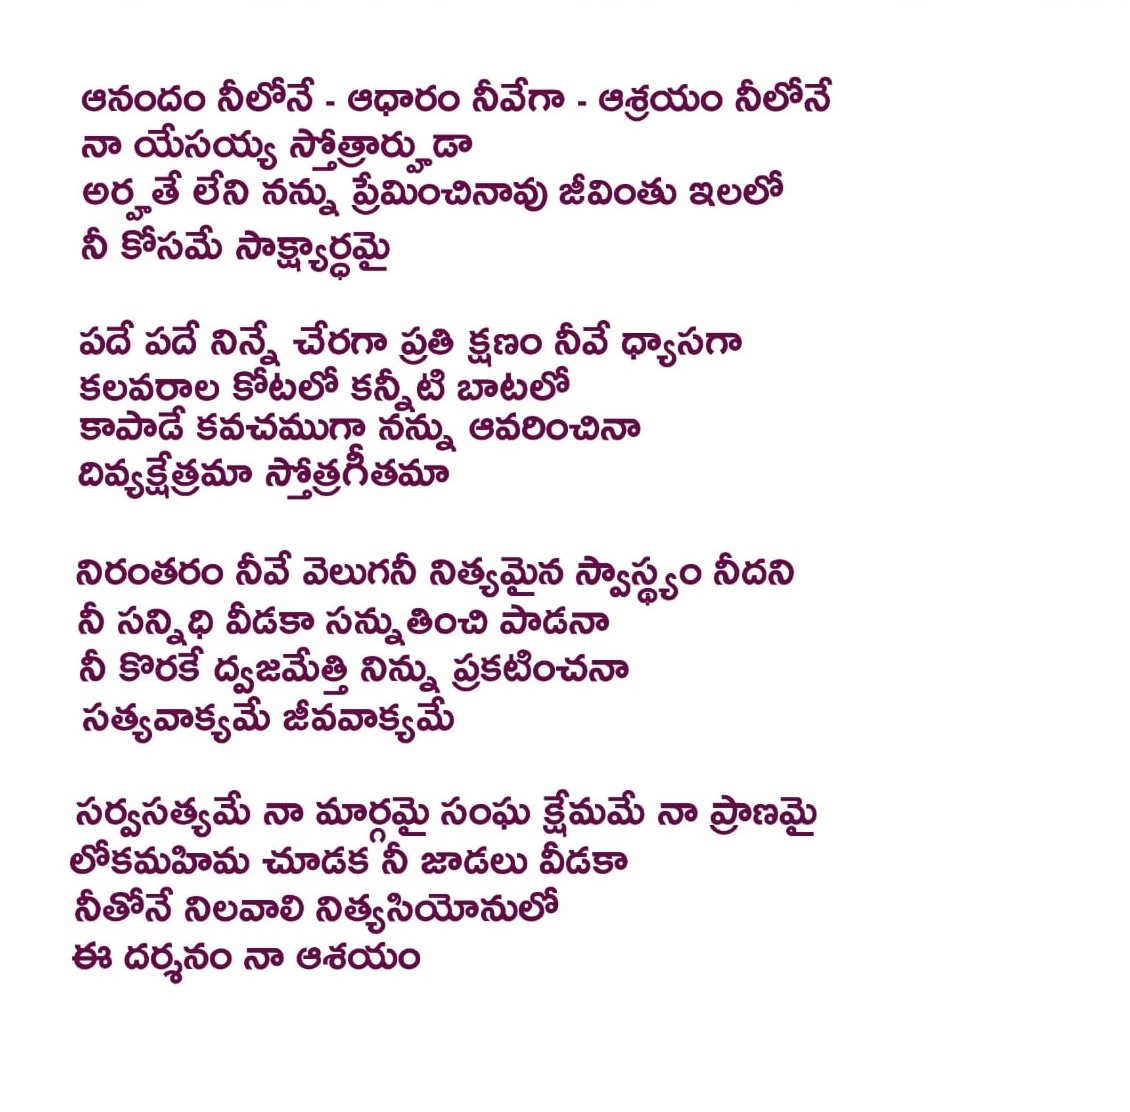 ఆనందం నీలోనే - ఆధారం నీవేగా - ఆశ్రయం నీలోనే
నా యేసయ్య స్తోత్రార్హుడా
అర్హతే లేని నన్ను ప్రేమించినావు జీవింతు ఇలలో
నీ కోసమే సాక్ష్యార్ధమై
పదే పదే నిన్నే చేరగా ప్రతి క్షణం నీవే ధ్యాసగా
కలవరాల కోటలో కన్నీటి బాటలో
కాపాడే కవచముగా నన్ను ఆవరించినా
దివ్యక్షేత్రమా స్తోత్రగీతమా
నిరంతరం నీవే వెలుగనీ నిత్యమైన స్వాస్థ్యం నీదని
నీ సన్నిధి వీడకా సన్నుతించి పాడనా
నీ కొరకే ద్వజమేత్తి నిన్ను ప్రకటించనా
సత్యవాక్యమే జీవవాక్యమే
సర్వసత్యమే నా మార్గమై సంఘ క్షేమమే నా ప్రాణమై
లోకమహిమ చూడక నీ జాడలు వీడకా
నీతోనే నిలవాలి నిత్యసియోనులో
ఈ దర్శనం నా ఆశయం